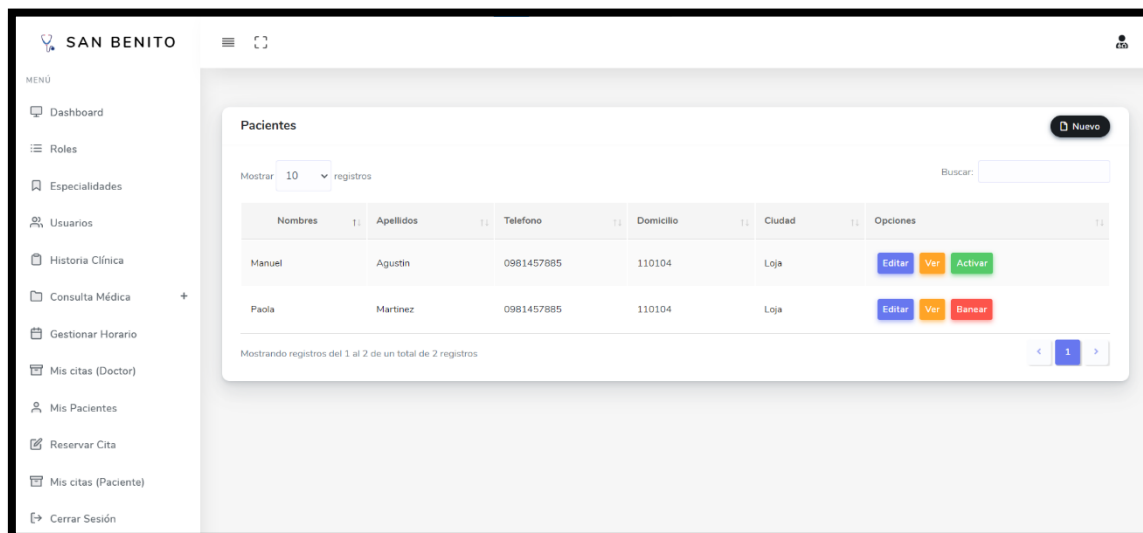 SAN BENITO
MENÚ
Dashboard
Roles
Especialidades
Usuarios
Historia Clínica
Consulta Médica +
Gestionar Horario
Mis citas (Doctor)
Mis Pacientes
Reservar Cita
Mis citas (Paciente)
Cerrar Sesión
Pacientes Nuevo
Mostrar 10 registros Buscar:
Nombres Apellidos Telefono Domicilio Ciudad Opciones
Manuel Agustin 0981457885 110104 Loja Editar Ver Activar
Paola Martinez 0981457885 110104 Loja Editar Ver Banear
Mostrando registros del 1 al 2 de un total de 2 registros < 1 >